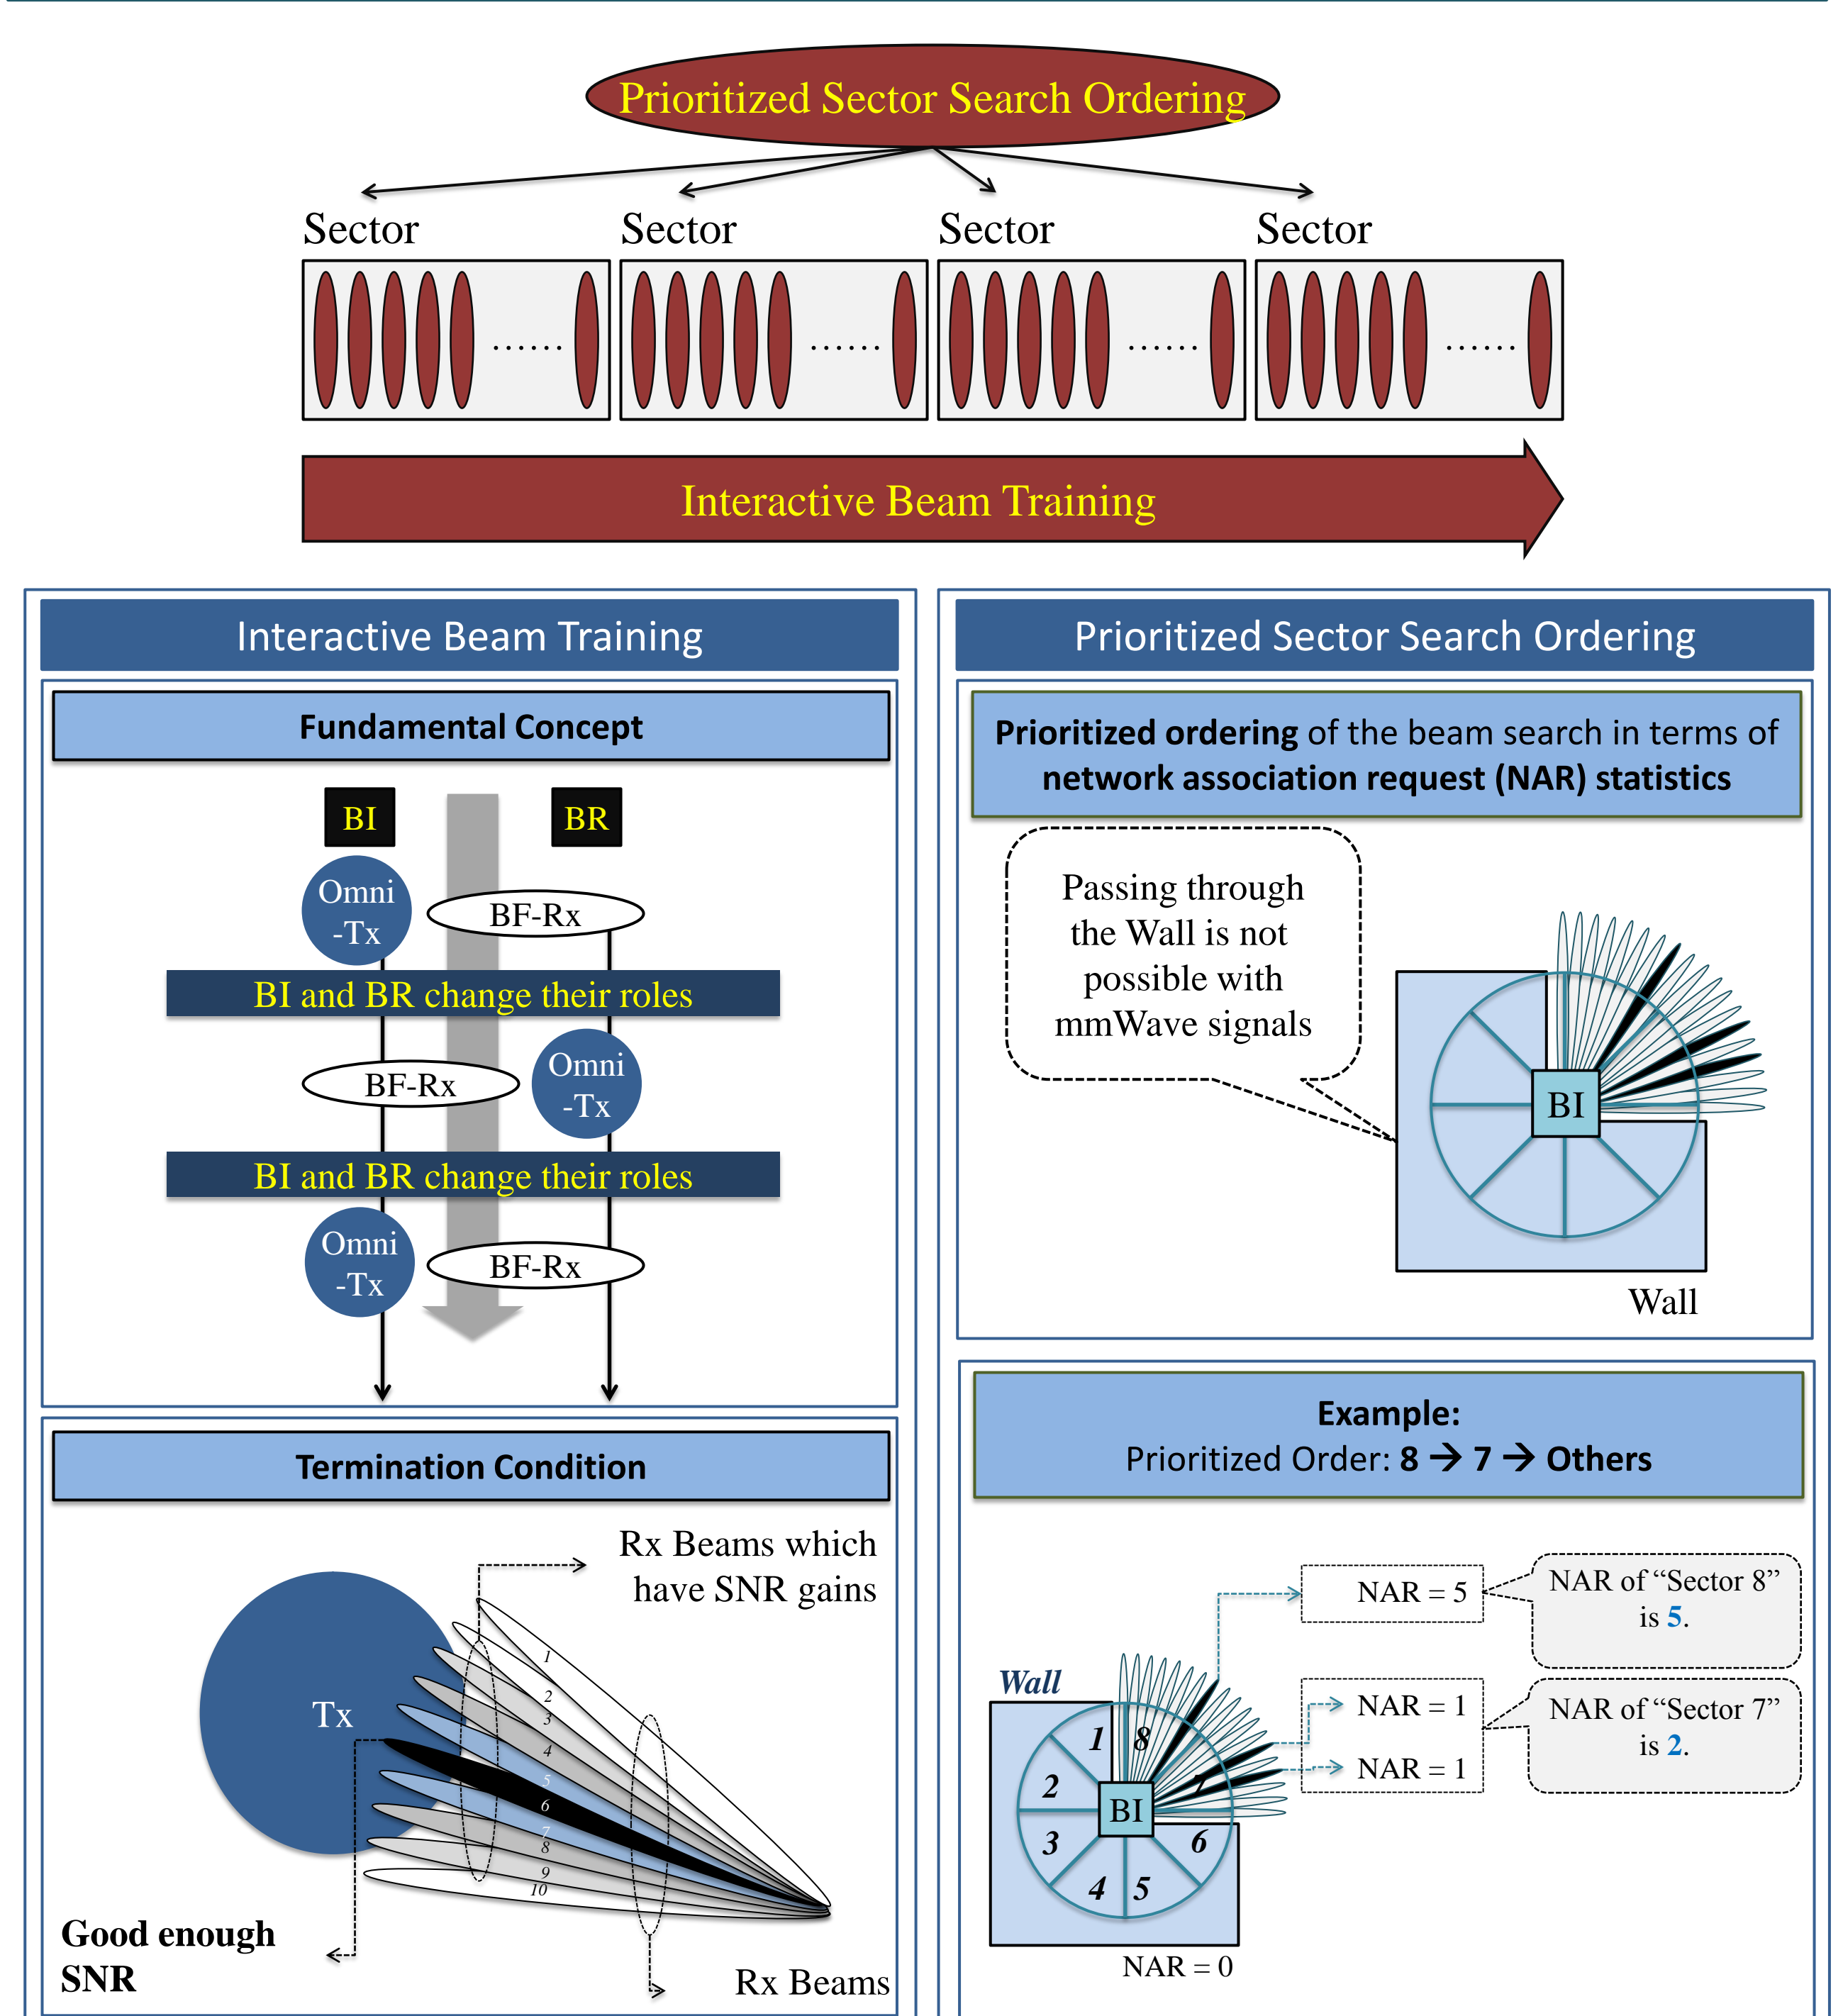 Prioritized Sector Search Ordering
Sector
Sector
Sector
Sector
......
......
......
......
Interactive Beam Training
Interactive Beam Training
Fundamental Concept
BI
BR
Omni
-Tx
BF-Rx
BI and BR change their roles
BF-Rx
Omni
-Tx
BI and BR change their roles
Omni
-Tx
BF-Rx
Termination Condition
Rx Beams which
have SNR gains
Tx
1
2
3
4
5
6
7
8
9
10
Good enough
SNR
Rx Beams
Prioritized Sector Search Ordering
Prioritized ordering of the beam search in terms of
network association request (NAR) statistics
Passing through
the Wall is not
possible with
mmWave signals
BI
Wall
Example:
Prioritized Order: 8 → 7 → Others
NAR = 5
NAR of “Sector 8”
is 5.
NAR = 1
NAR = 1
NAR of “Sector 7”
is 2.
Wall
1
8
2
7
BI
3
6
4
5
NAR = 0